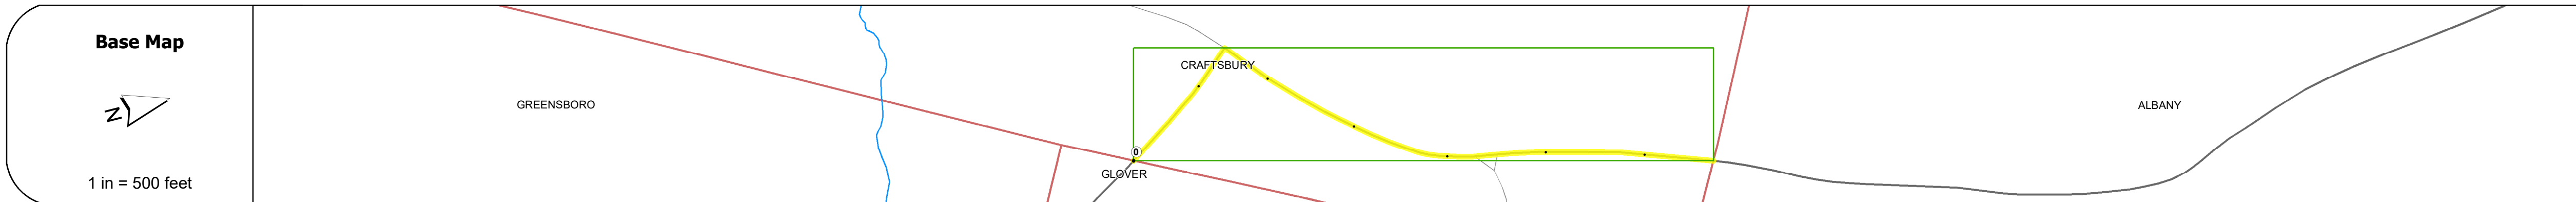 Base Map
N
1 in = 500 feet
GREENSBORO
CRAFTSBURY
0
GLOVER
ALBANY